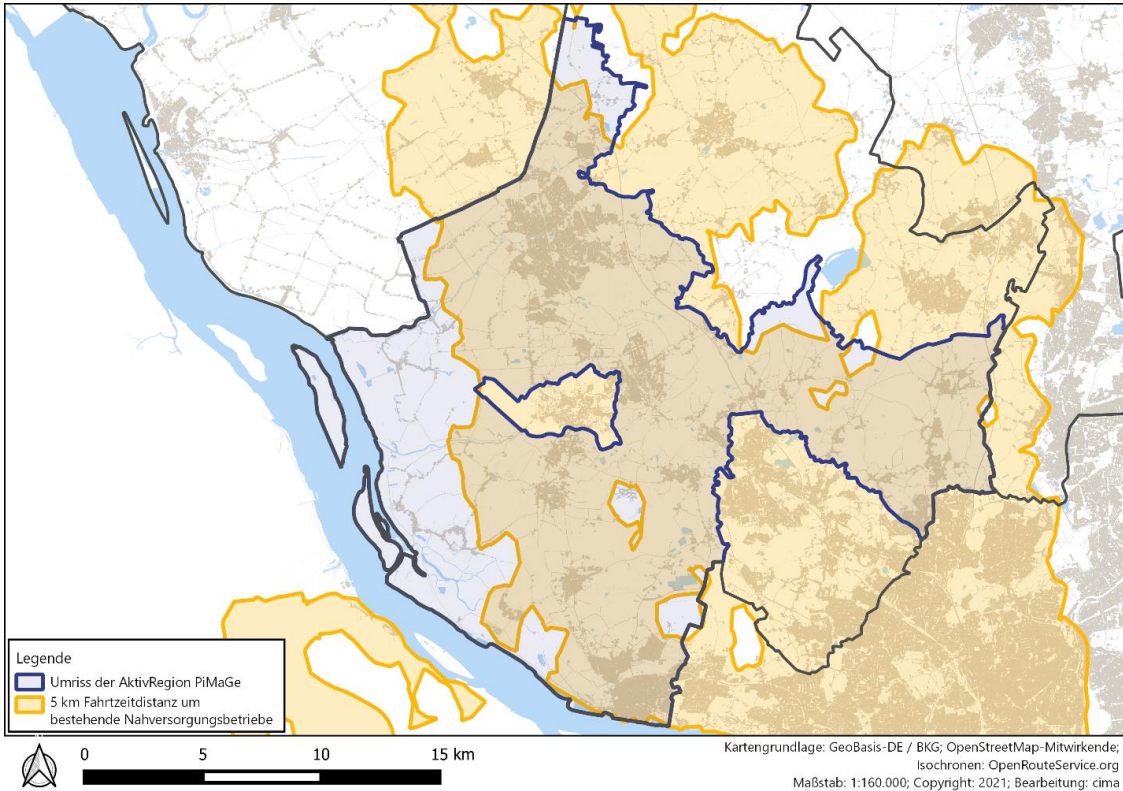 Legende
Umriss der AktivRegion PiMaGe
5 km Fahrtzeitdistanz um
bestehende Nahversorgungsbetriebe
0 5 10 15 km
Kartengrundlage: GeoBasis-DE / BKG; OpenStreetMap-Mitwirkende;
Isochronen: OpenRouteService.org
Maßstab: 1:160.000; Copyright: 2021; Bearbeitung: cima